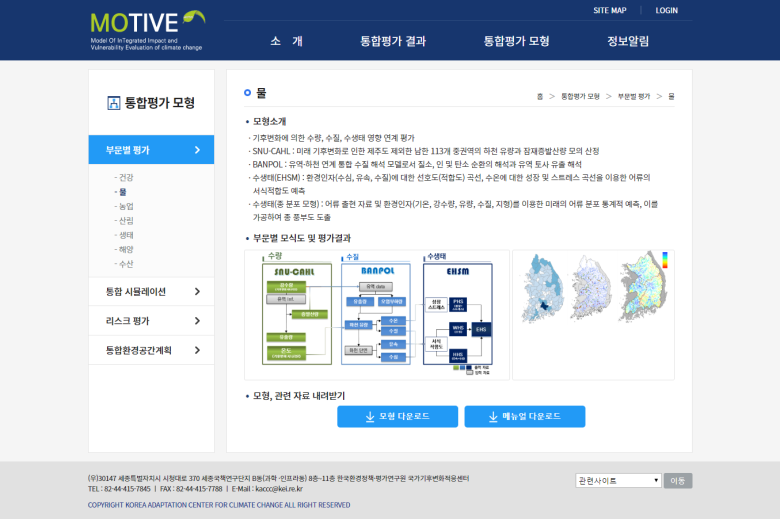 SITE MAP
LOGIN
MOTIVE
Model Of InTegrated Impact and
Vulnerability Evaluation of climate change
소 개
통합평가 결과
통합평가 모형
정보알림
통합평가 모형
부문별 평가
- 건강
- 물
- 농업
- 산림
- 생태
- 해양
- 수산
통합 시뮬레이션
리스크 평가
통합환경공간계획
물
홈 > 통합평가 모형 > 부문별 평가 > 물
• 모형소개
· 기후변화에 의한 수량, 수질, 수생태 영향 연계 평가
· SNU-CAHL : 미래 기후변화로 인한 제주도 제외한 남한 113개 중권역의 하천 유량과 잠재증발산량 모의 산정
· BANPOL : 유역-하천 연계 통합 수질 해석 모델로서 질소, 인 및 탄소 순환의 해석과 유역 토사 유출 해석
· 수생태(EHSM) : 환경인자(수심, 유속, 수질)에 대한 선호도(적합도) 곡선, 수온에 대한 성장 및 스트레스 곡선을 이용한 어류의
서식적합도 예측
· 수생태(종 분포 모형) : 어류 출현 자료 및 환경인자(기온, 강수량, 유량, 수질, 지형)를 이용한 미래의 어류 분포 통계적 예측, 이를
가공하여 종 풍부도 도출
• 부문별 모식도 및 평가결과
수량
수질
수생태
SNU-CAHL
BANPOL
EHSM
유역 data
성장
스트레스
PHS
WHS
EHS
서식
적합도
HHS
• 모형, 관련 자료 내려받기
모형 다운로드
매뉴얼 다운로드
(우)30147 세종특별자치시 시청대로 370 세종국책연구단지 B동(과학·인프라동) 8층~11층 한국환경정책·평가연구원 국가기후변화적응센터
TEL : 82-44-415-7845 | FAX : 82-44-415-7788 | E-Mail : kaccc@kei.re.kr
COPYRIGHT KOREA ADAPTATION CENTER FOR CLIMATE CHANGE ALL RIGHT RESERVED
관련사이트
이동